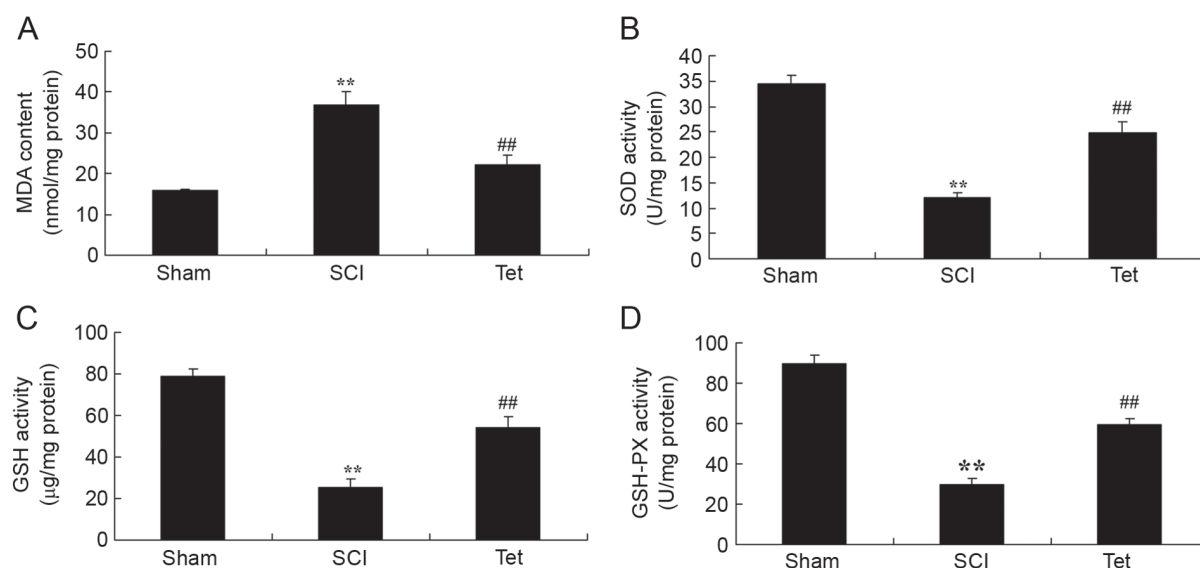 A
MDA content
(nmol/mg protein)
50
40
30
20
10
0
**
##
Sham SCI Tet
B
SOD activity
(U/mg protein)
40
35
30
25
20
15
10
5
0
**
##
Sham SCI Tet
C
GSH activity
(µg/mg protein)
100
80
60
40
20
0
**
##
Sham SCI Tet
D
GSH-PX activity
(U/mg protein)
100
80
60
40
20
0
**
##
Sham SCI Tet